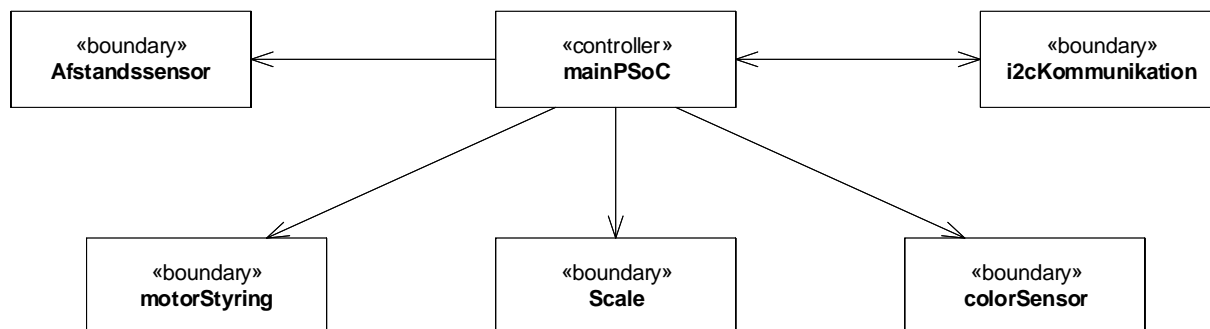 «boundary»
Afstandssensor
«controller»
mainPSoC
«boundary»
i2cKommunikation
«boundary»
motorStyring
«boundary»
Scale
«boundary»
colorSensor